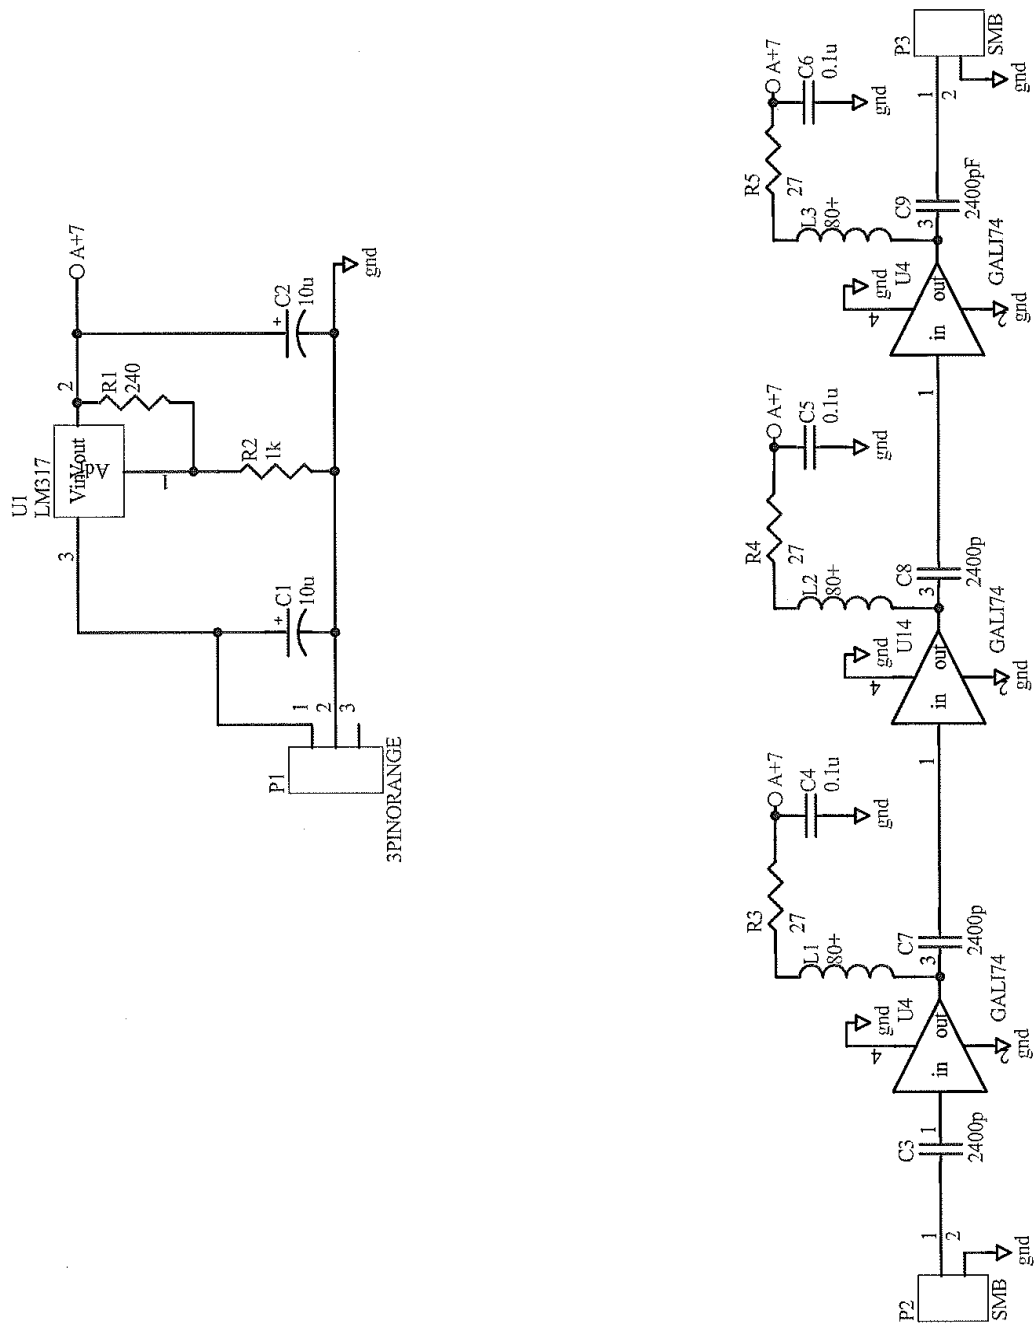 U1
LM317
Vin
Vout
Adj
3
2
1
R1
240
R2
1k
A+7
C1
10u
+
C2
10u
+
gnd
P1
3PINORANGE
1
2
3
P2
SMB
1
2
gnd
C3
2400p
1
in
out
U4
GALI74
4
gnd
2
gnd
3
L1
80+
R3
27
A+7
C4
0.1u
gnd
C7
2400p
1
in
out
U14
GALI74
4
gnd
2
gnd
3
L2
80+
R4
27
A+7
C5
0.1u
gnd
C8
2400p
1
in
out
U4
GALI74
4
gnd
2
gnd
3
L3
80+
R5
27
A+7
C6
0.1u
gnd
C9
2400pF
1
2
P3
SMB
gnd